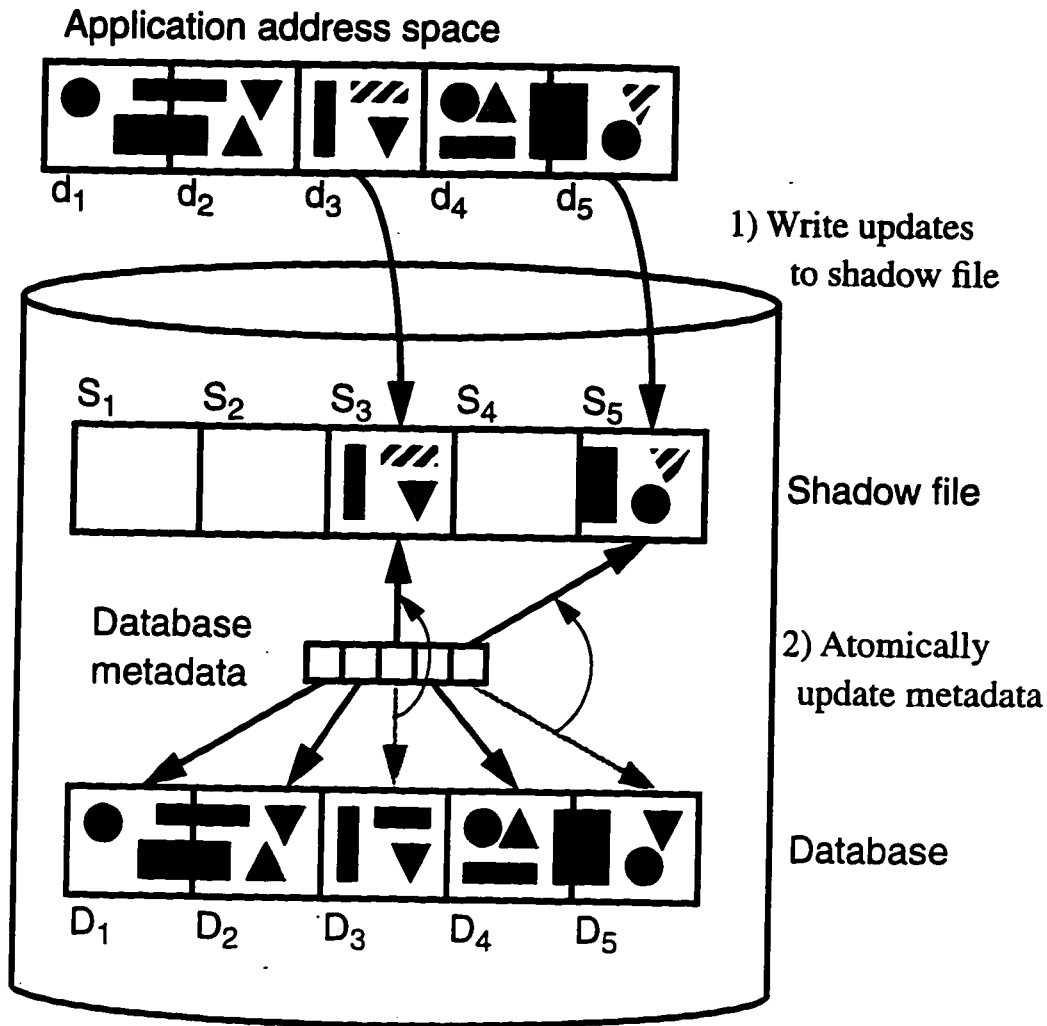 Application address space
d1 d2 d3 d4 d5
1) Write updates
to shadow file
S1 S2 S3 S4 S5
Shadow file
Database
metadata
2) Atomically
update metadata
Database
D1 D2 D3 D4 D5